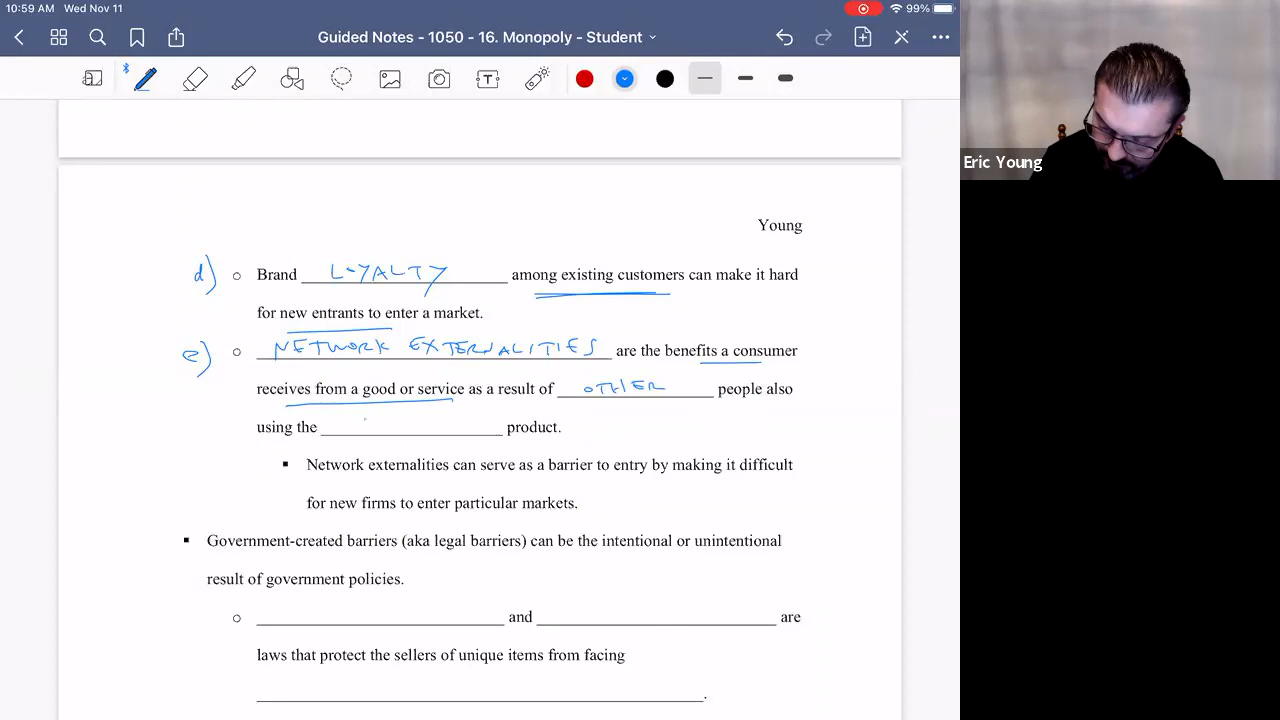 10:59 AM Wed Nov 11
99%
Guided Notes - 1050 - 16. Monopoly - Student
T
Eric Young
Young
d) Brand LOYALTY among existing customers can make it hard
for new entrants to enter a market.
e) NETWORK EXTERNALITIES are the benefits a consumer
receives from a good or service as a result of OTHER people also
using the product.
Network externalities can serve as a barrier to entry by making it difficult
for new firms to enter particular markets.
Government-created barriers (aka legal barriers) can be the intentional or unintentional
result of government policies.
and are
laws that protect the sellers of unique items from facing
.